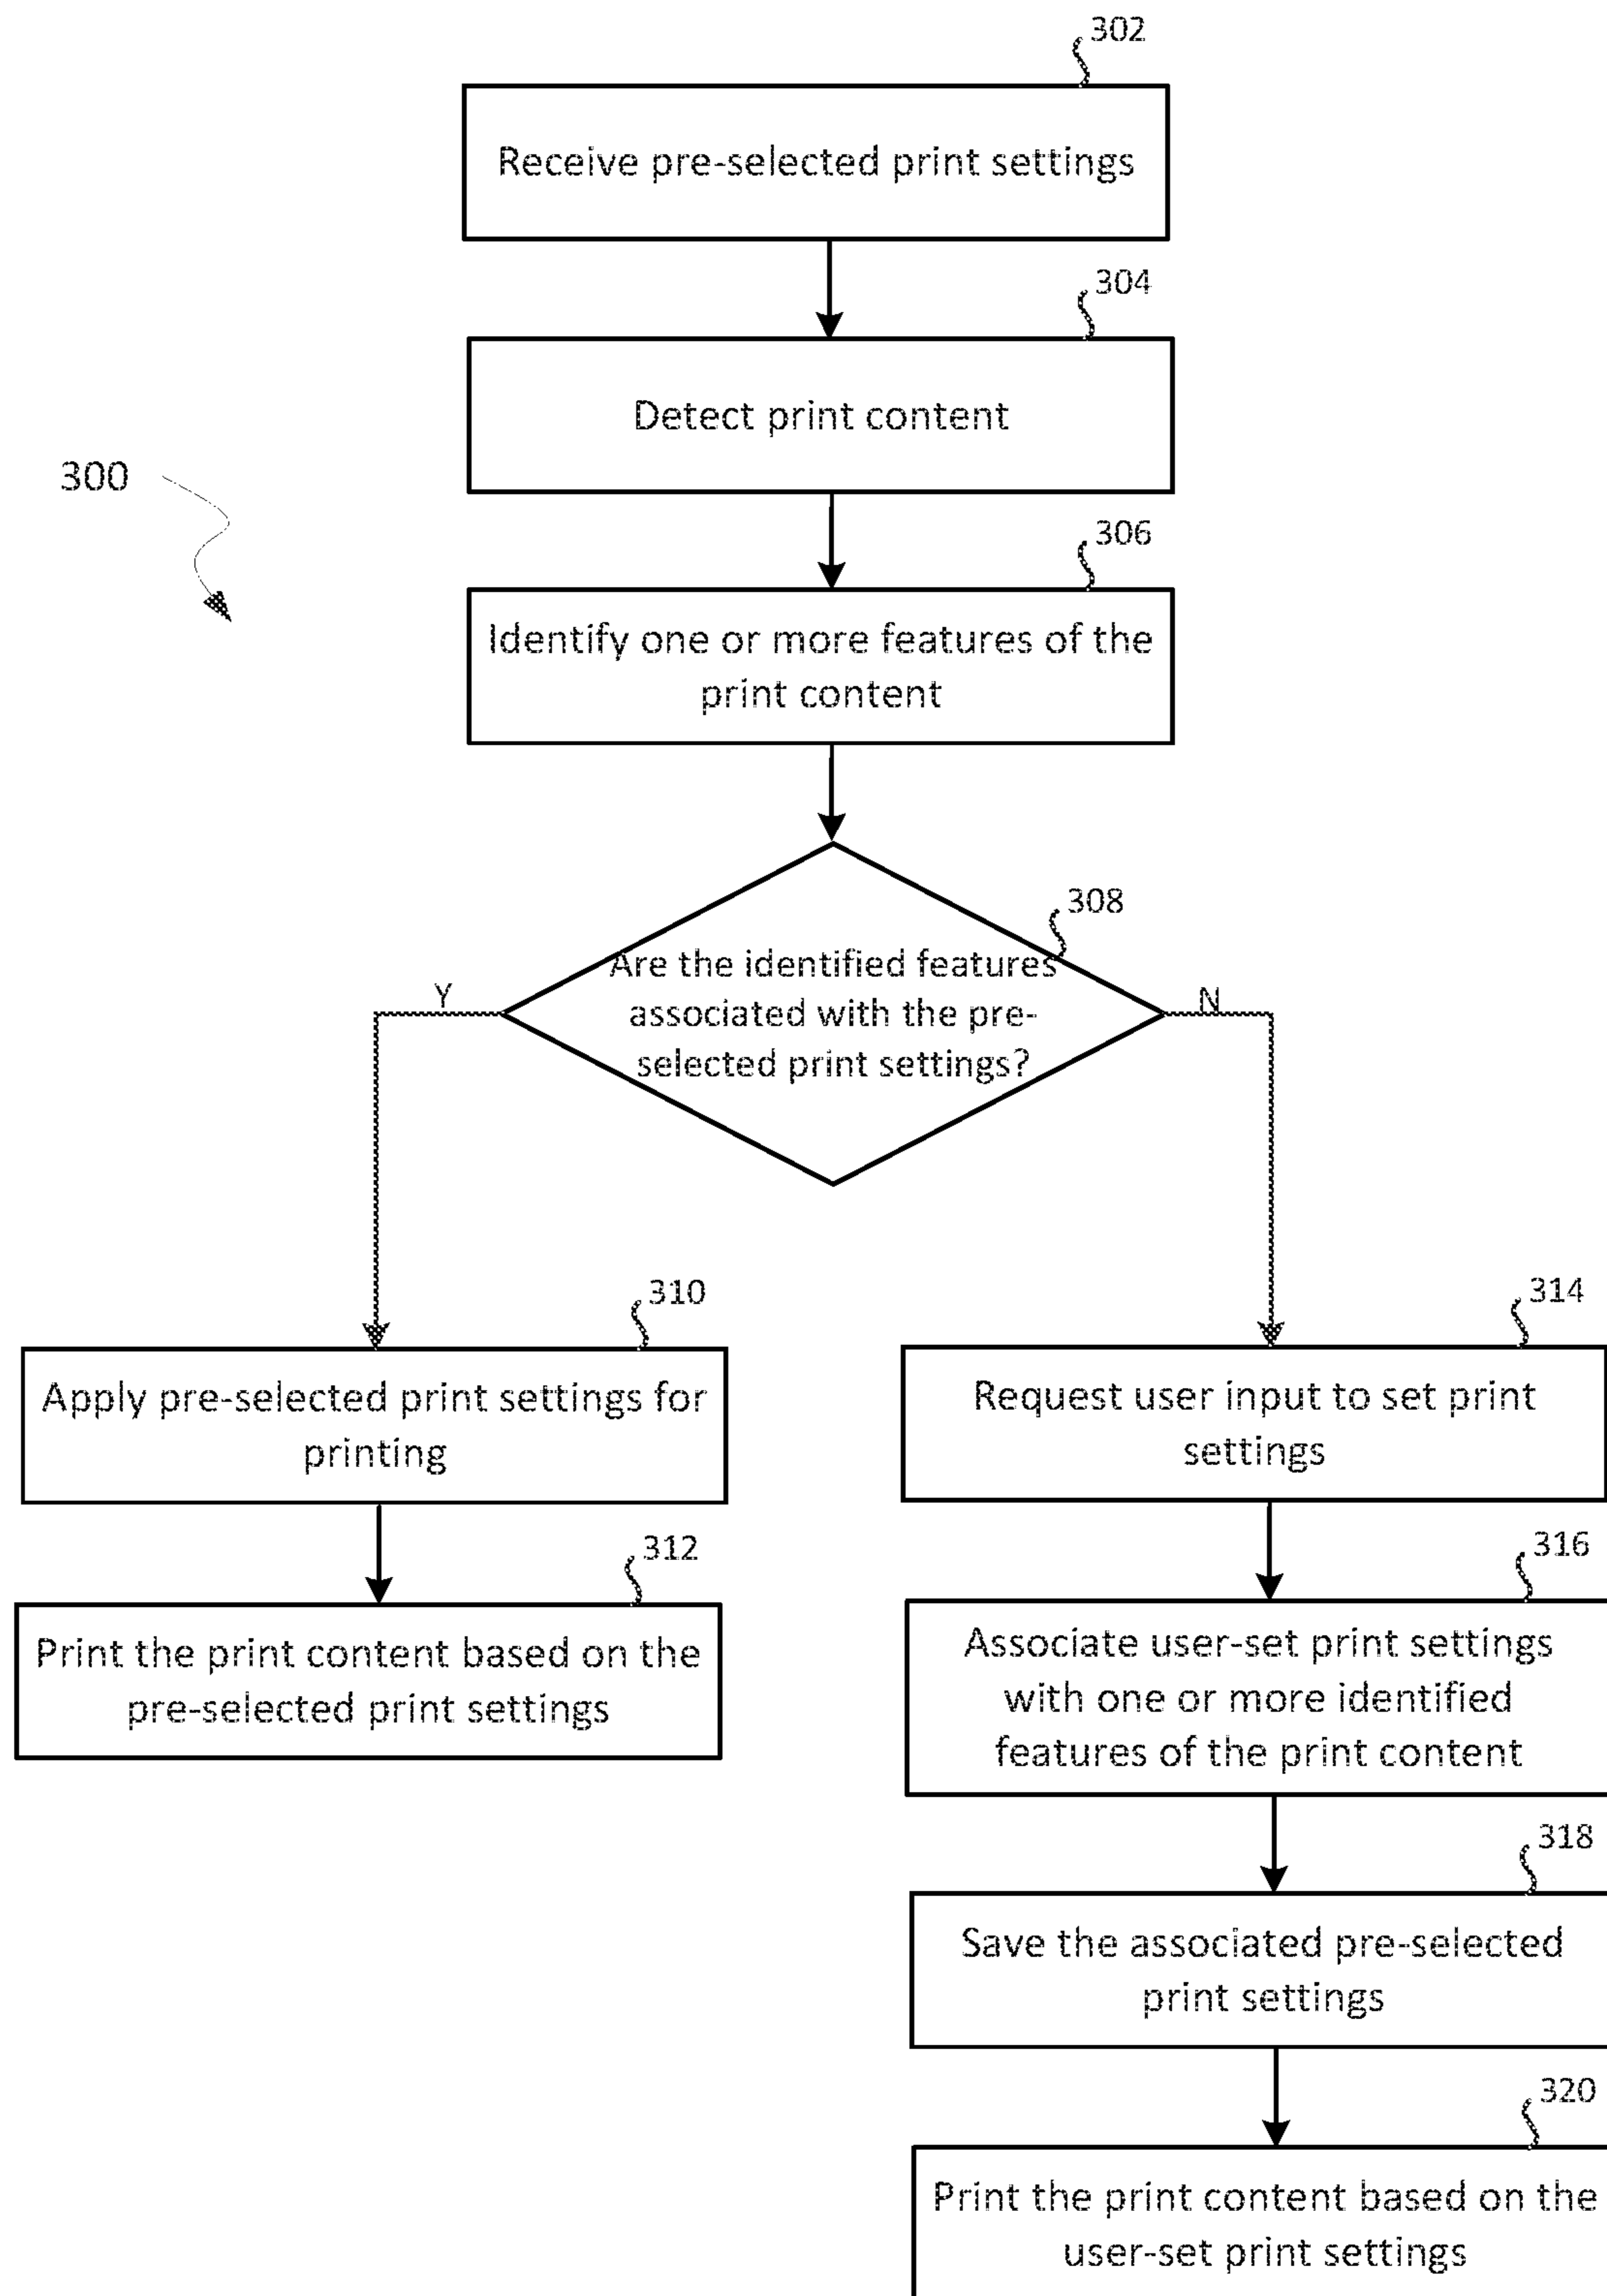 302
Receive pre-selected print settings
304
Detect print content
300
306
Identify one or more features of the
print content
308
Are the identified features
associated with the pre-
selected print settings?
Y
N
310
Apply pre-selected print settings for
printing
312
Print the print content based on the
pre-selected print settings
314
Request user input to set print
settings
316
Associate user-set print settings
with one or more identified
features of the print content
318
Save the associated pre-selected
print settings
320
Print the print content based on the
user-set print settings